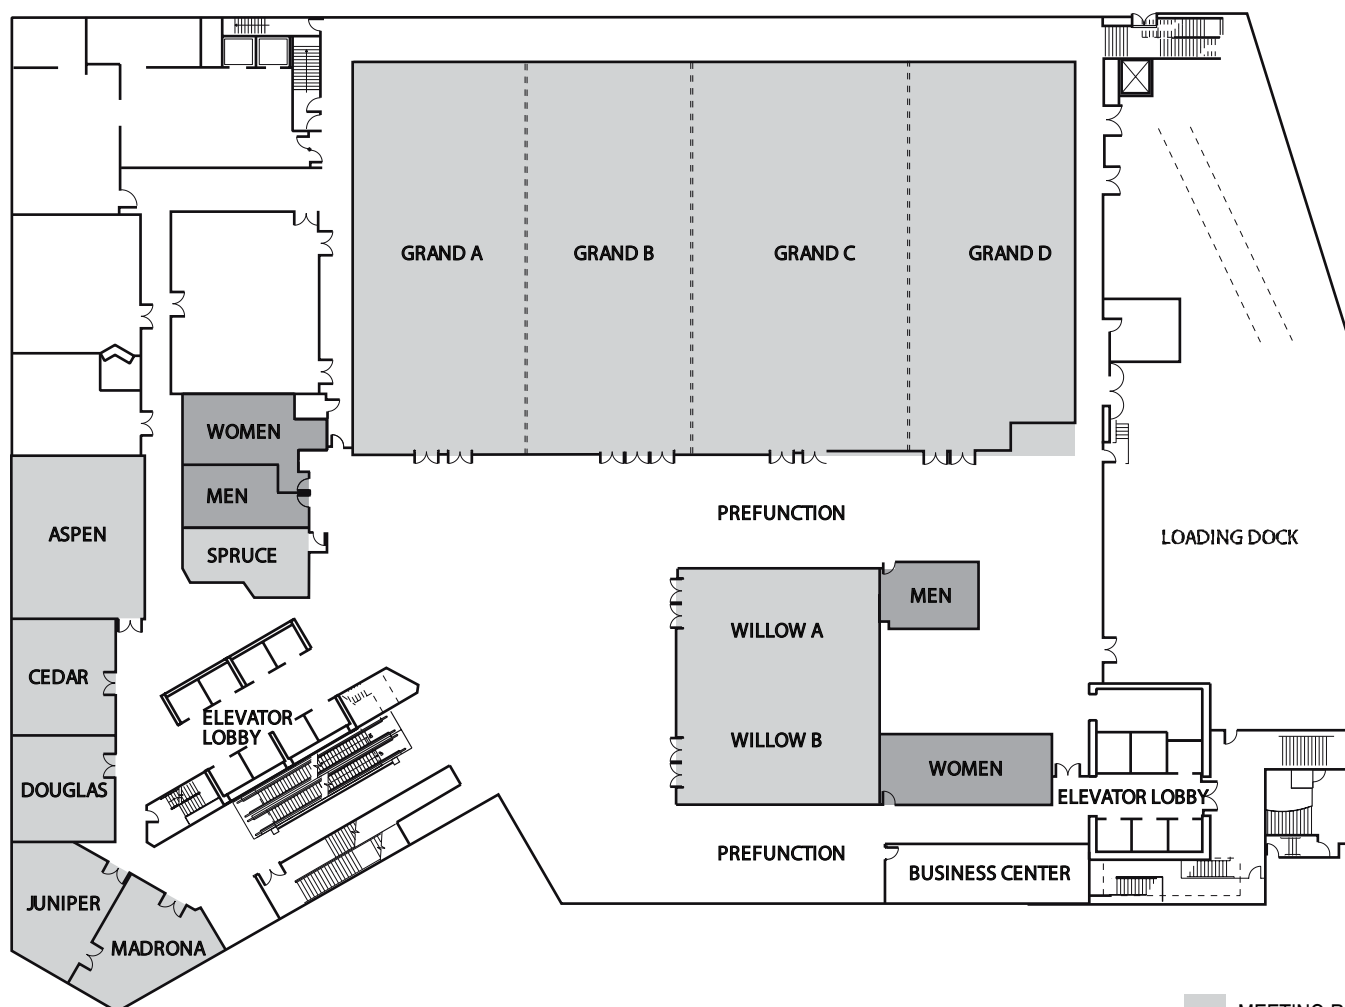 GRAND A
GRAND B
GRAND C
GRAND D
WOMEN
MEN
ASPEN
SPRUCE
PREFUNCTION
LOADING DOCK
WILLOW A
MEN
CEDAR
ELEVATOR
LOBBY
WILLOW B
WOMEN
DOUGLAS
ELEVATOR LOBBY
PREFUNCTION
BUSINESS CENTER
JUNIPER
MADRONA
MEETING